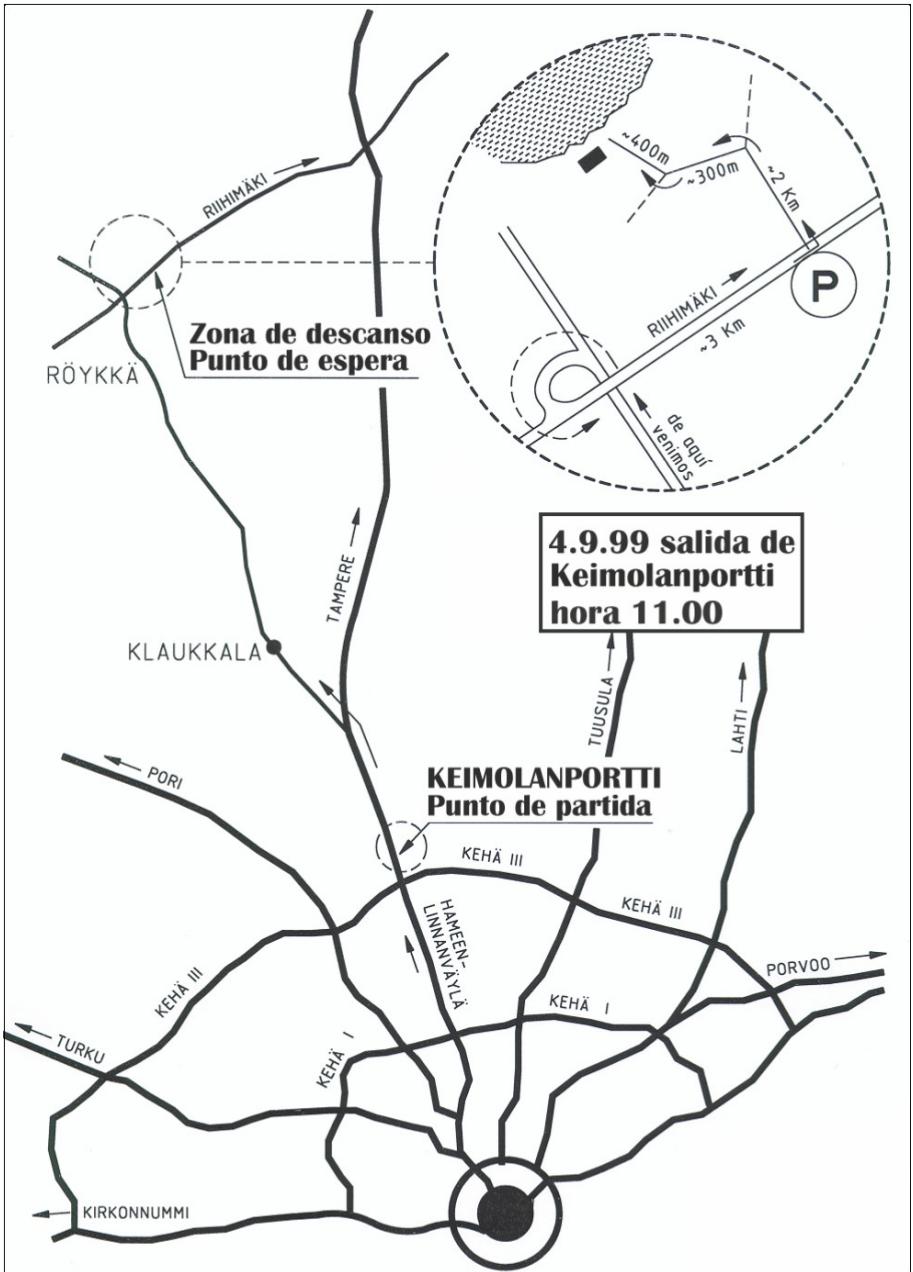 RIIHIMÄKI
~400m
~300m
~2 Km
RIIHIMÄKI
~3 Km
P
de aquí
venimos
Zona de descanso
Punto de espera
RÖYKKÄ
4.9.99 salida de
Keimolanportti
hora 11.00
TAMPERE
KLAUKKALA
TUUSULA
LAHTI
PORI
KEIMOLANPORTTI
Punto de partida
KEHÄ III
KEHÄ III
HAMEEN-
LINNANVÄYLÄ
KEHÄ III
PORVOO
KEHÄ I
KEHÄ I
TURKU
KIRKONNUMMI